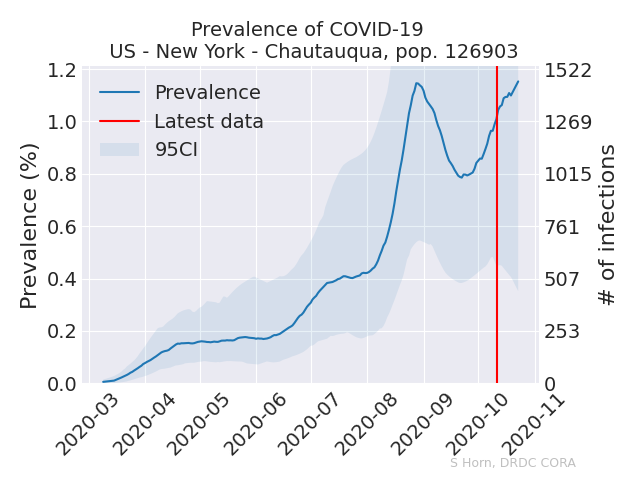 Prevalence of COVID-19
US - New York - Chautauqua, pop. 126903
Prevalence
Latest data
95CI
Prevalence (%)
1.2
1.0
0.8
0.6
0.4
0.2
0.0
1522
1269
1015
761
507
253
0
# of infections
2020-03
2020-04
2020-05
2020-06
2020-07
2020-08
2020-09
2020-10
2020-11
S Horn, DRDC CORA